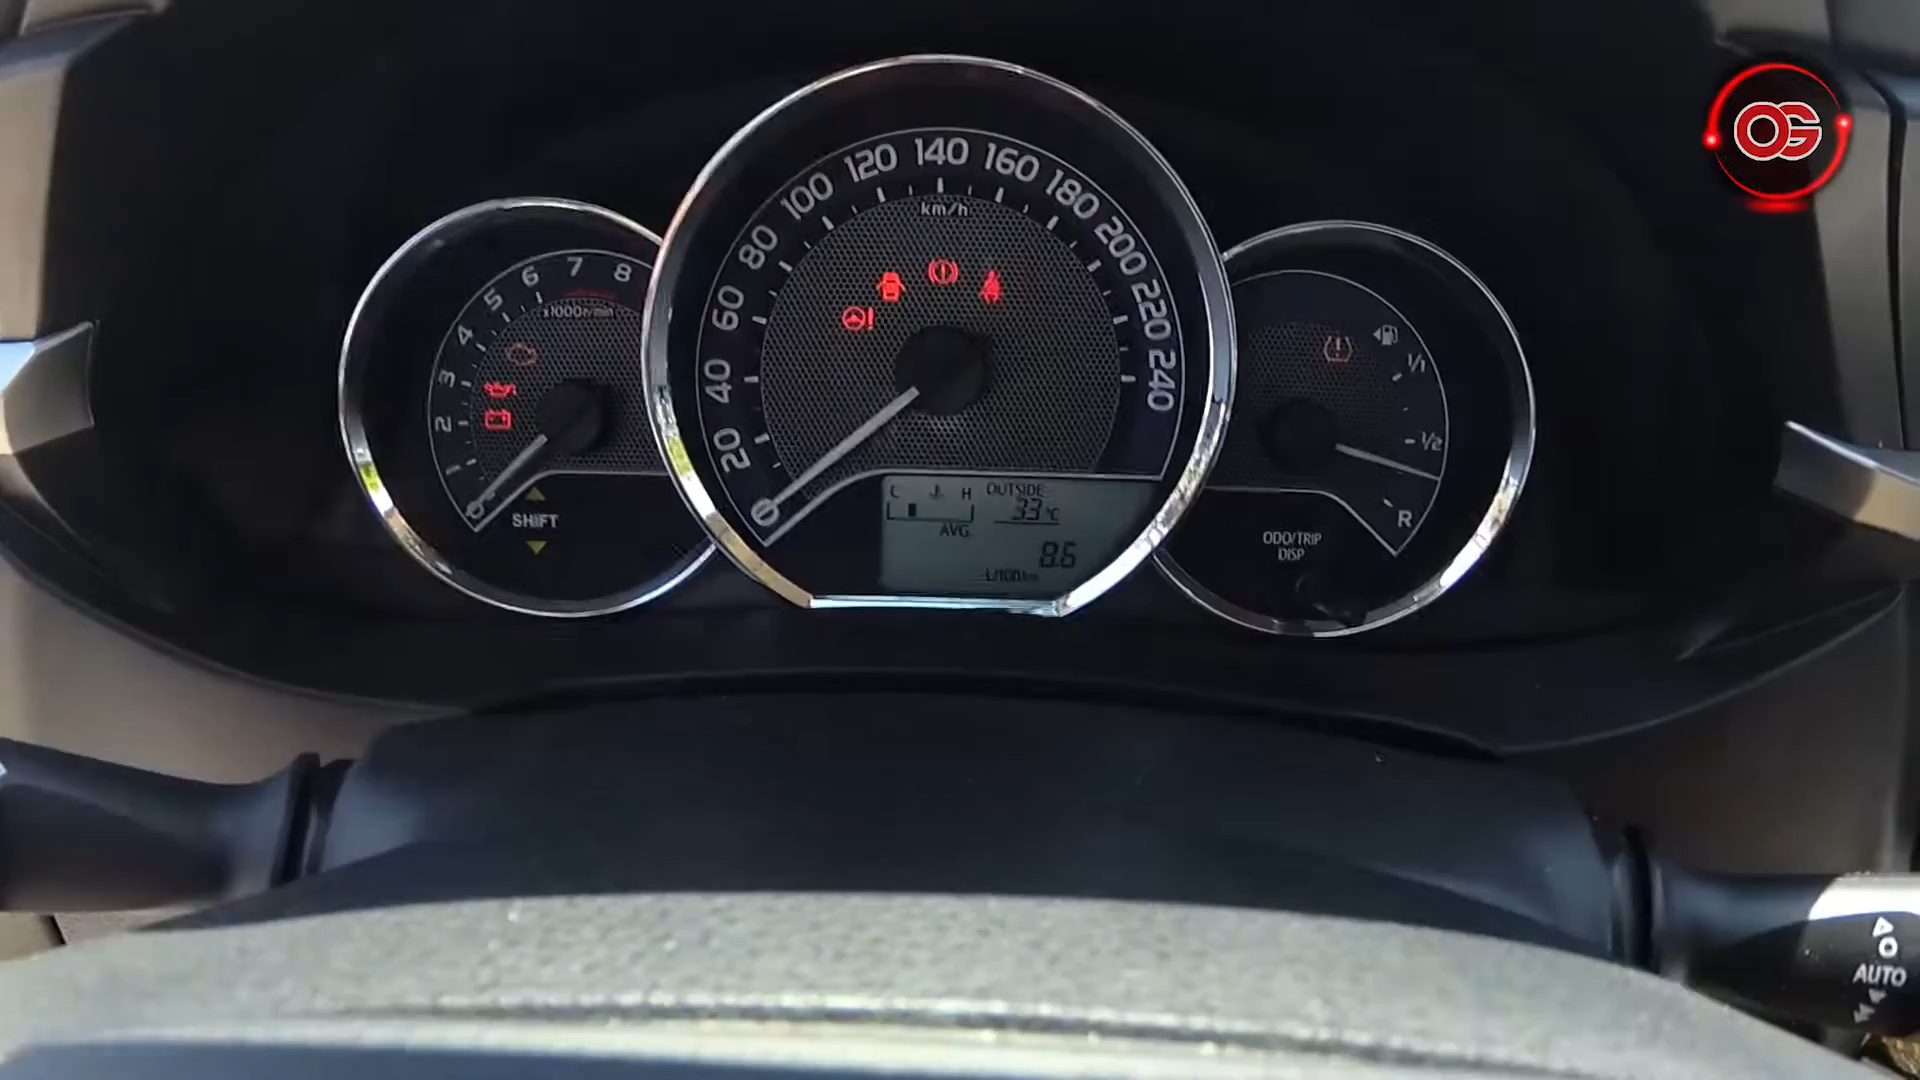 OG
0 1 2 3 4 5 6 7 8
x1000r/min
SHIFT
0 20 40 60 80 100 120 140 160 180 200 220 240
km/h
C H
OUTSIDE
33°C
AVG.
8.6
L/100km
1/1
1/2
R
ODO/TRIP
DISP
AUTO